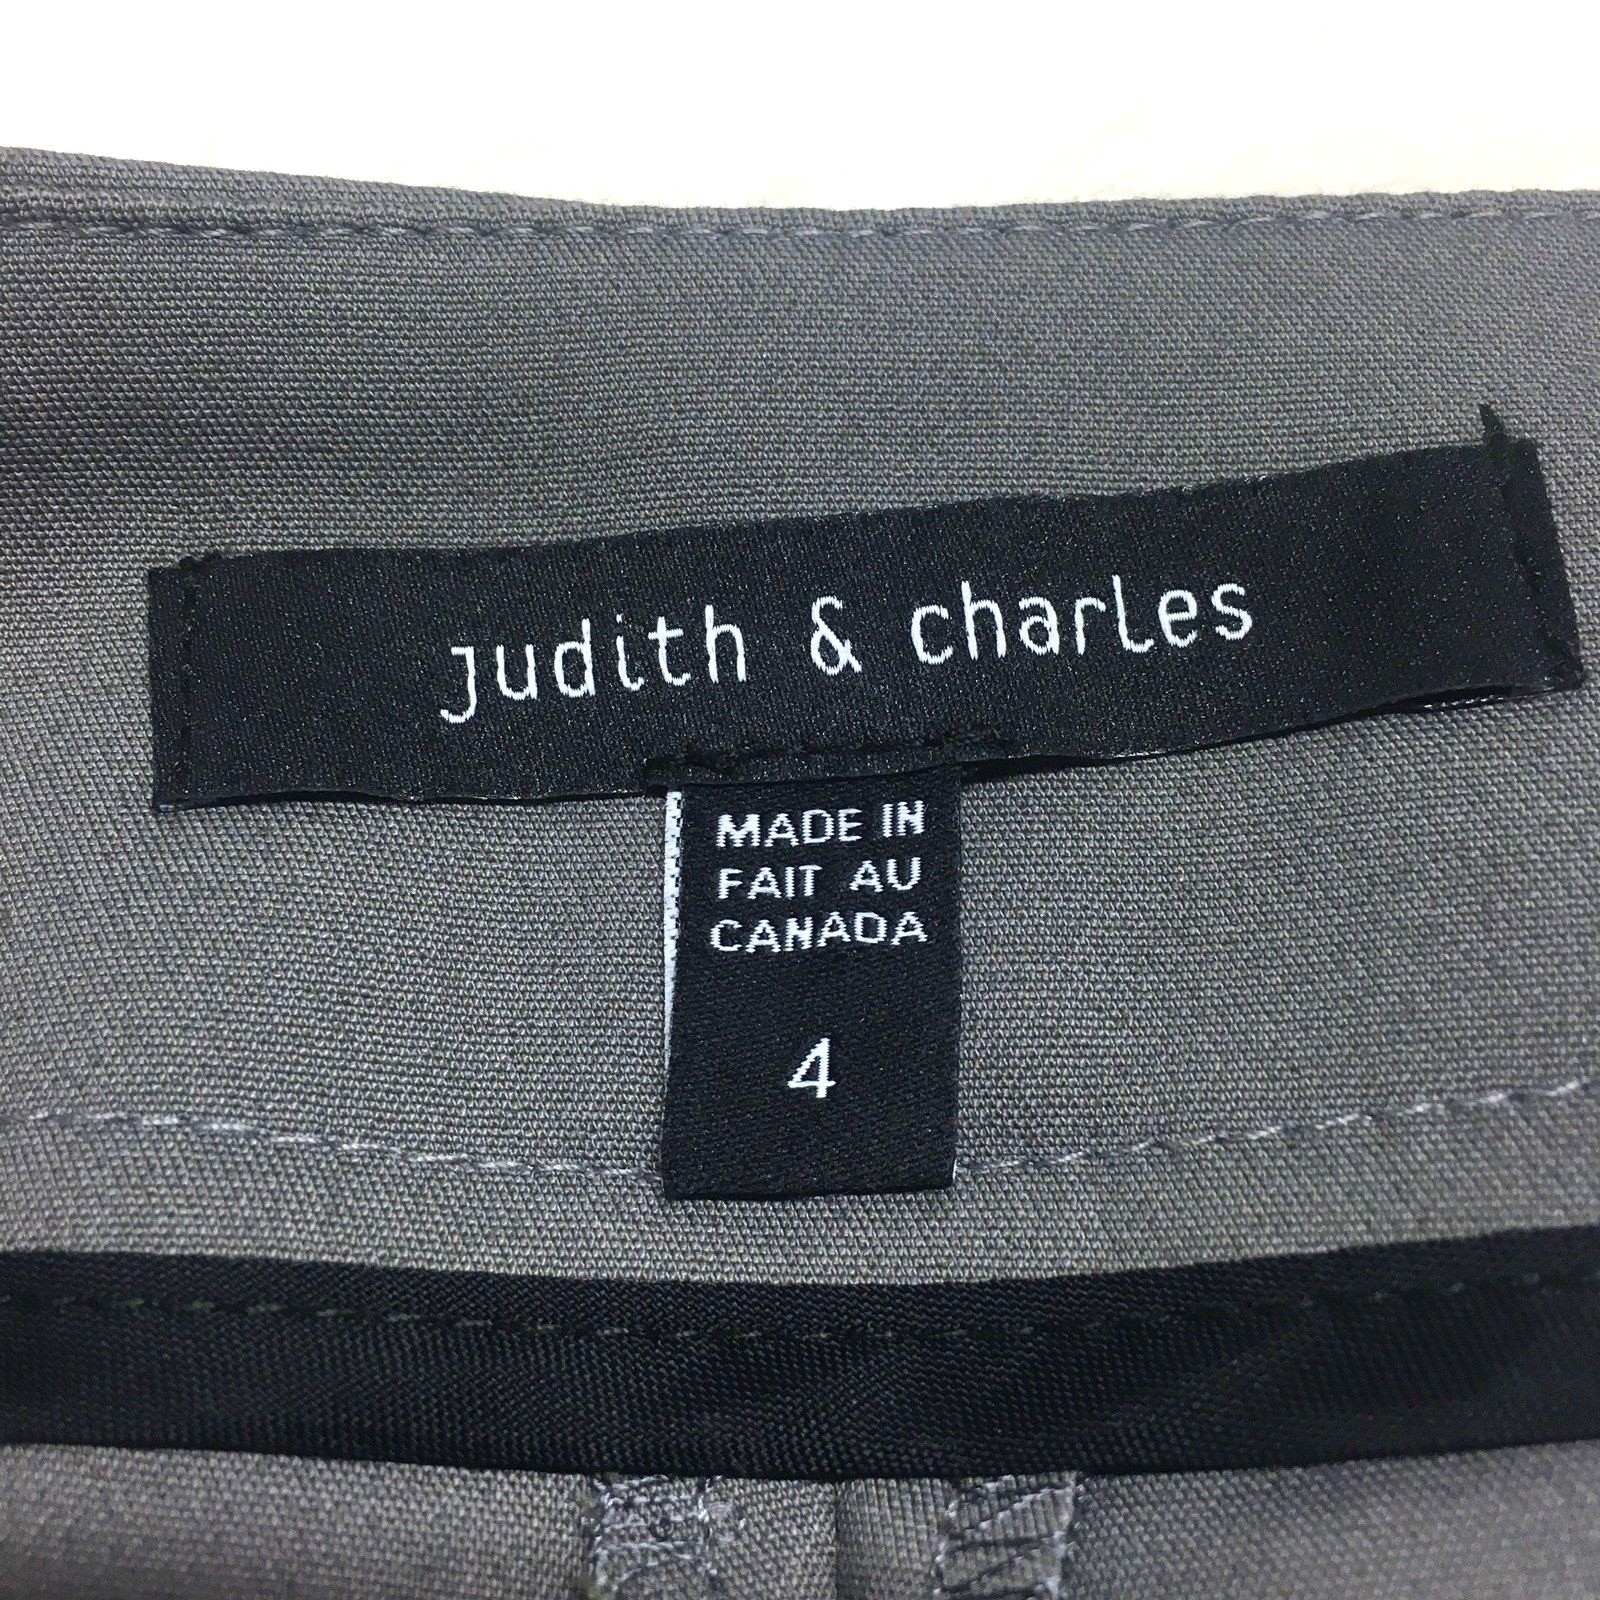 judith & charles
MADE IN
FAIT AU
CANADA
4